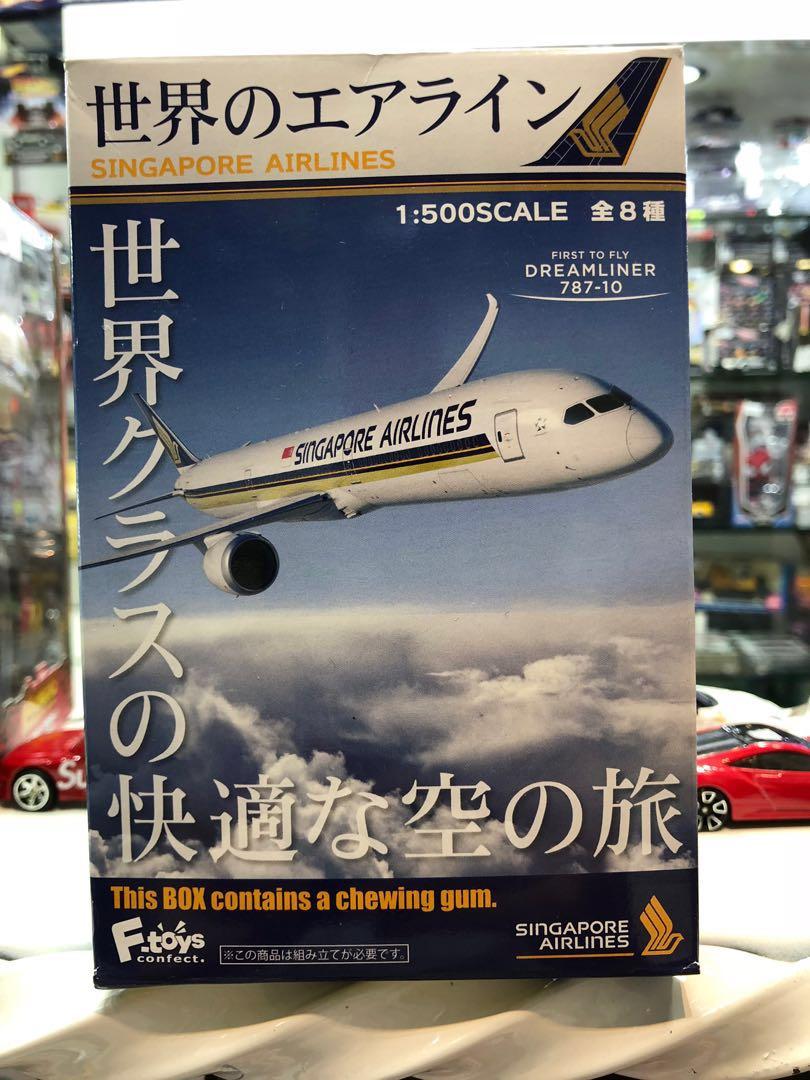 世界のエアライン
SINGAPORE AIRLINES
1:500SCALE 全8種
FIRST TO FLY
DREAMLINER
787-10
SINGAPORE AIRLINES
世界クラスの
快適な空の旅
This BOX contains a chewing gum.
F-toys
confect.
※この商品は組み立てが必要です。
SINGAPORE
AIRLINES
Su